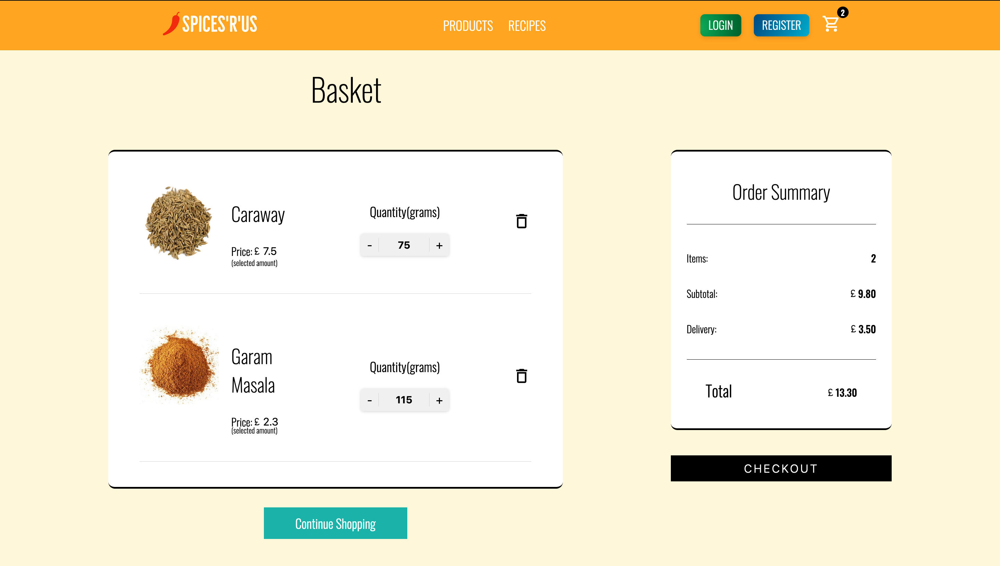 SPICES'R'US
PRODUCTS RECIPES
LOGIN REGISTER 2
Basket
Caraway
Price: £ 7.5
(selected amount)
Quantity(grams)
- 75 +
Garam
Masala
Price: £ 2.3
(selected amount)
Quantity(grams)
- 115 +
Continue Shopping
Order Summary
Items: 2
Subtotal: £ 9.80
Delivery: £ 3.50
Total £ 13.30
CHECKOUT